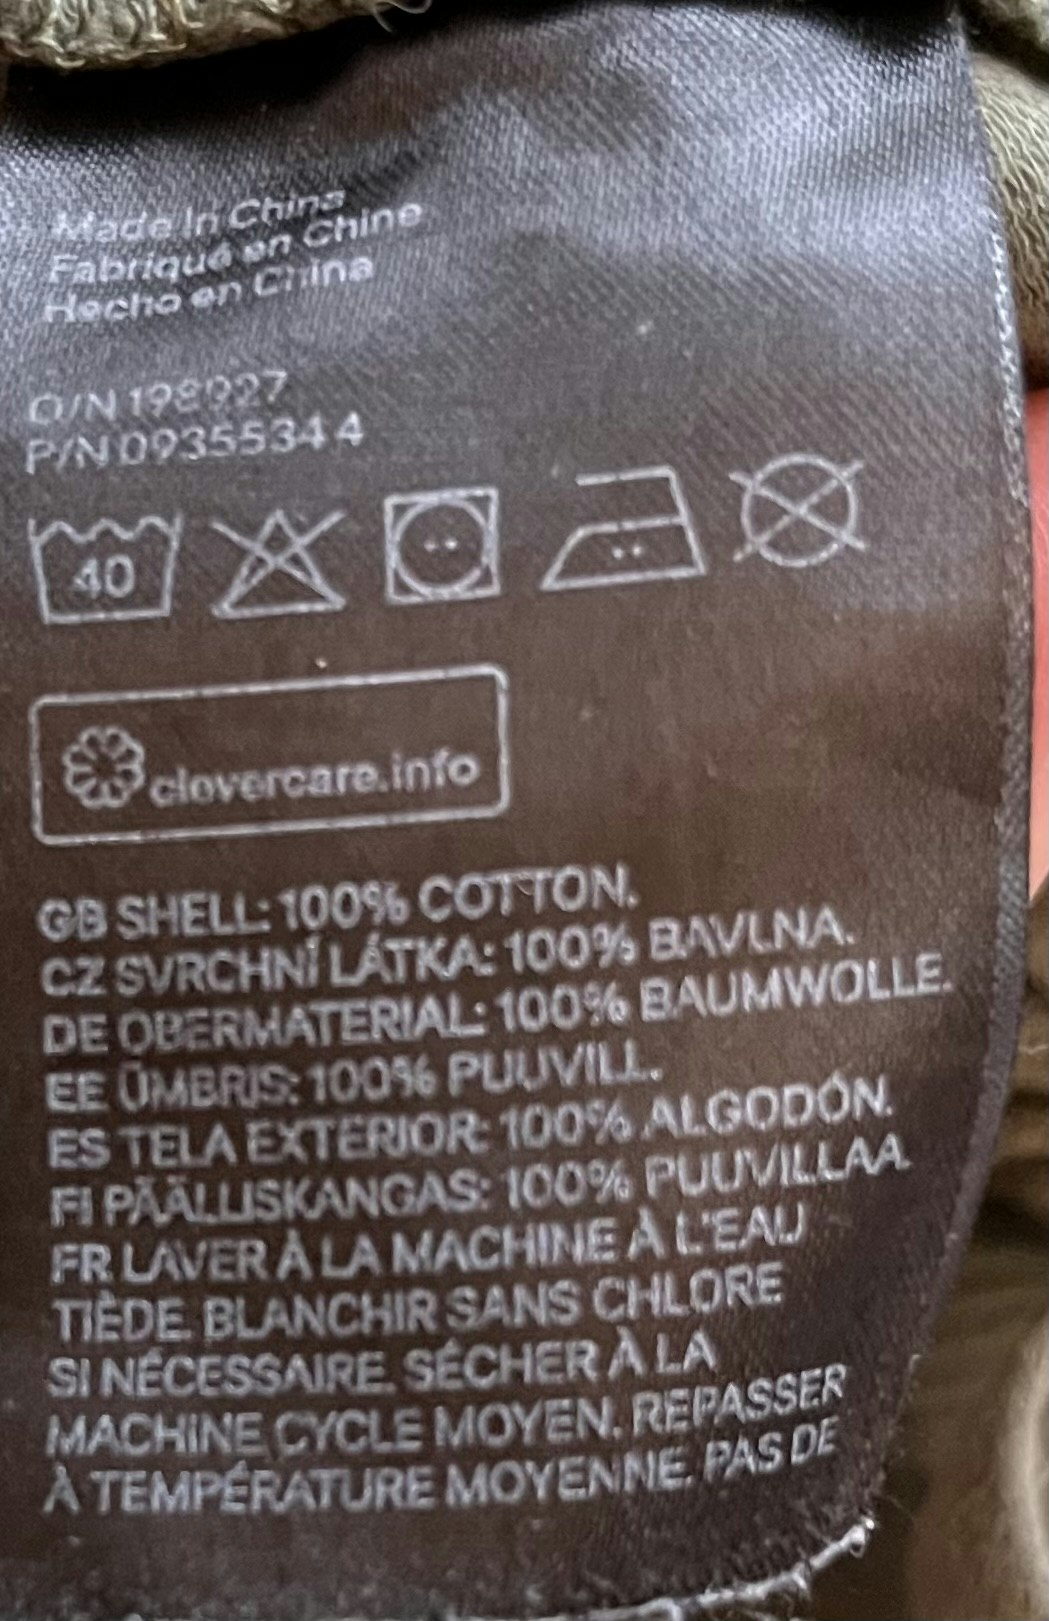 Made in China
Fabriqué en Chine
Hecho en China
O/N
P/N 0935534 4
40
clovercare.info
GB SHELL: 100% COTTON.
CZ SVRCHNÍ LÁTKA: 100% BAVLNA.
DE OBERMATERIAL: 100% BAUMWOLLE.
EE ÜMBRIS: 100% PUUVILL.
ES TELA EXTERIOR: 100% ALGODÓN.
FI PÄÄLLISKANGAS: 100% PUUVILLAA
FR LAVER À LA MACHINE À L'EAU
TIÈDE. BLANCHIR SANS CHLORE
SI NÉCESSAIRE. SÉCHER À LA
MACHINE CYCLE MOYEN. REPASSER
À TEMPÉRATURE MOYENNE. PAS DE